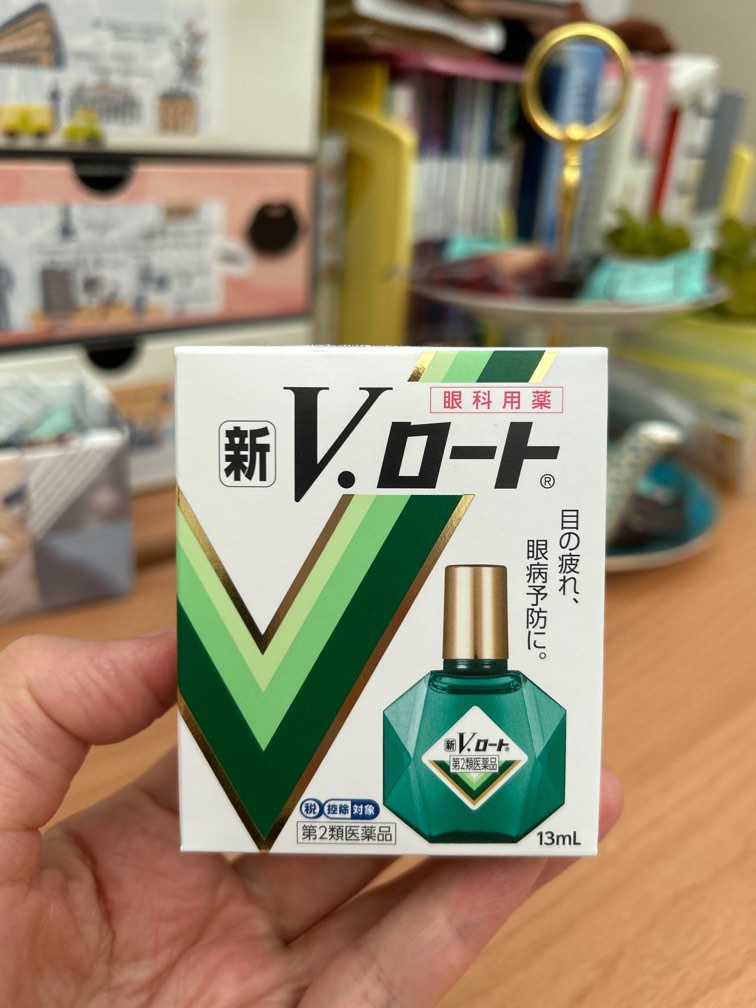 眼科用薬
新V.ロート®
目の疲れ、
眼病予防に。
新V.ロート®
第2類医薬品
税 控除対象
第2類医薬品
13mL